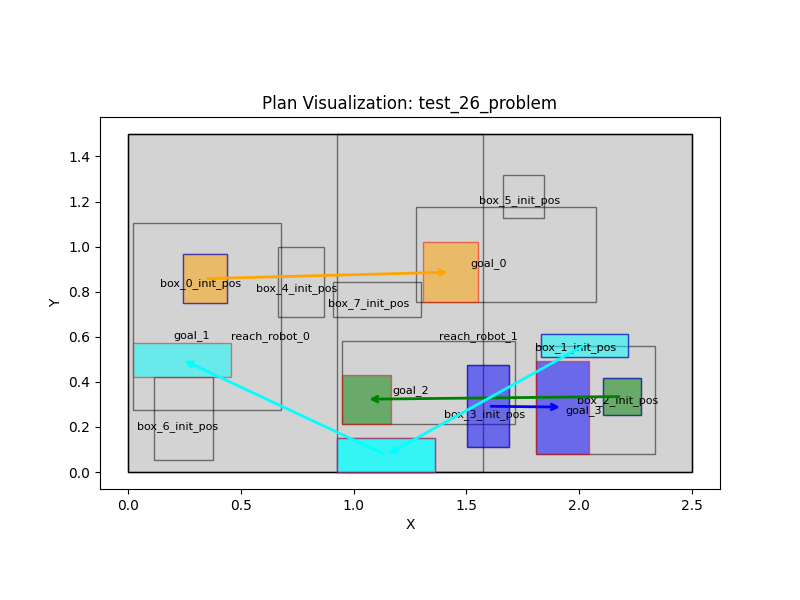 Plan Visualization: test_26_problem
Y
1.4
1.2
1.0
0.8
0.6
0.4
0.2
0.0
box_5_init_pos
goal_0
box_0_init_pos
box_4_init_pos
box_7_init_pos
goal_1
reach_robot_0
reach_robot_1
box_1_init_pos
goal_2
box_2_init_pos
goal_3
box_3_init_pos
box_6_init_pos
0.0 0.5 1.0 1.5 2.0 2.5
X